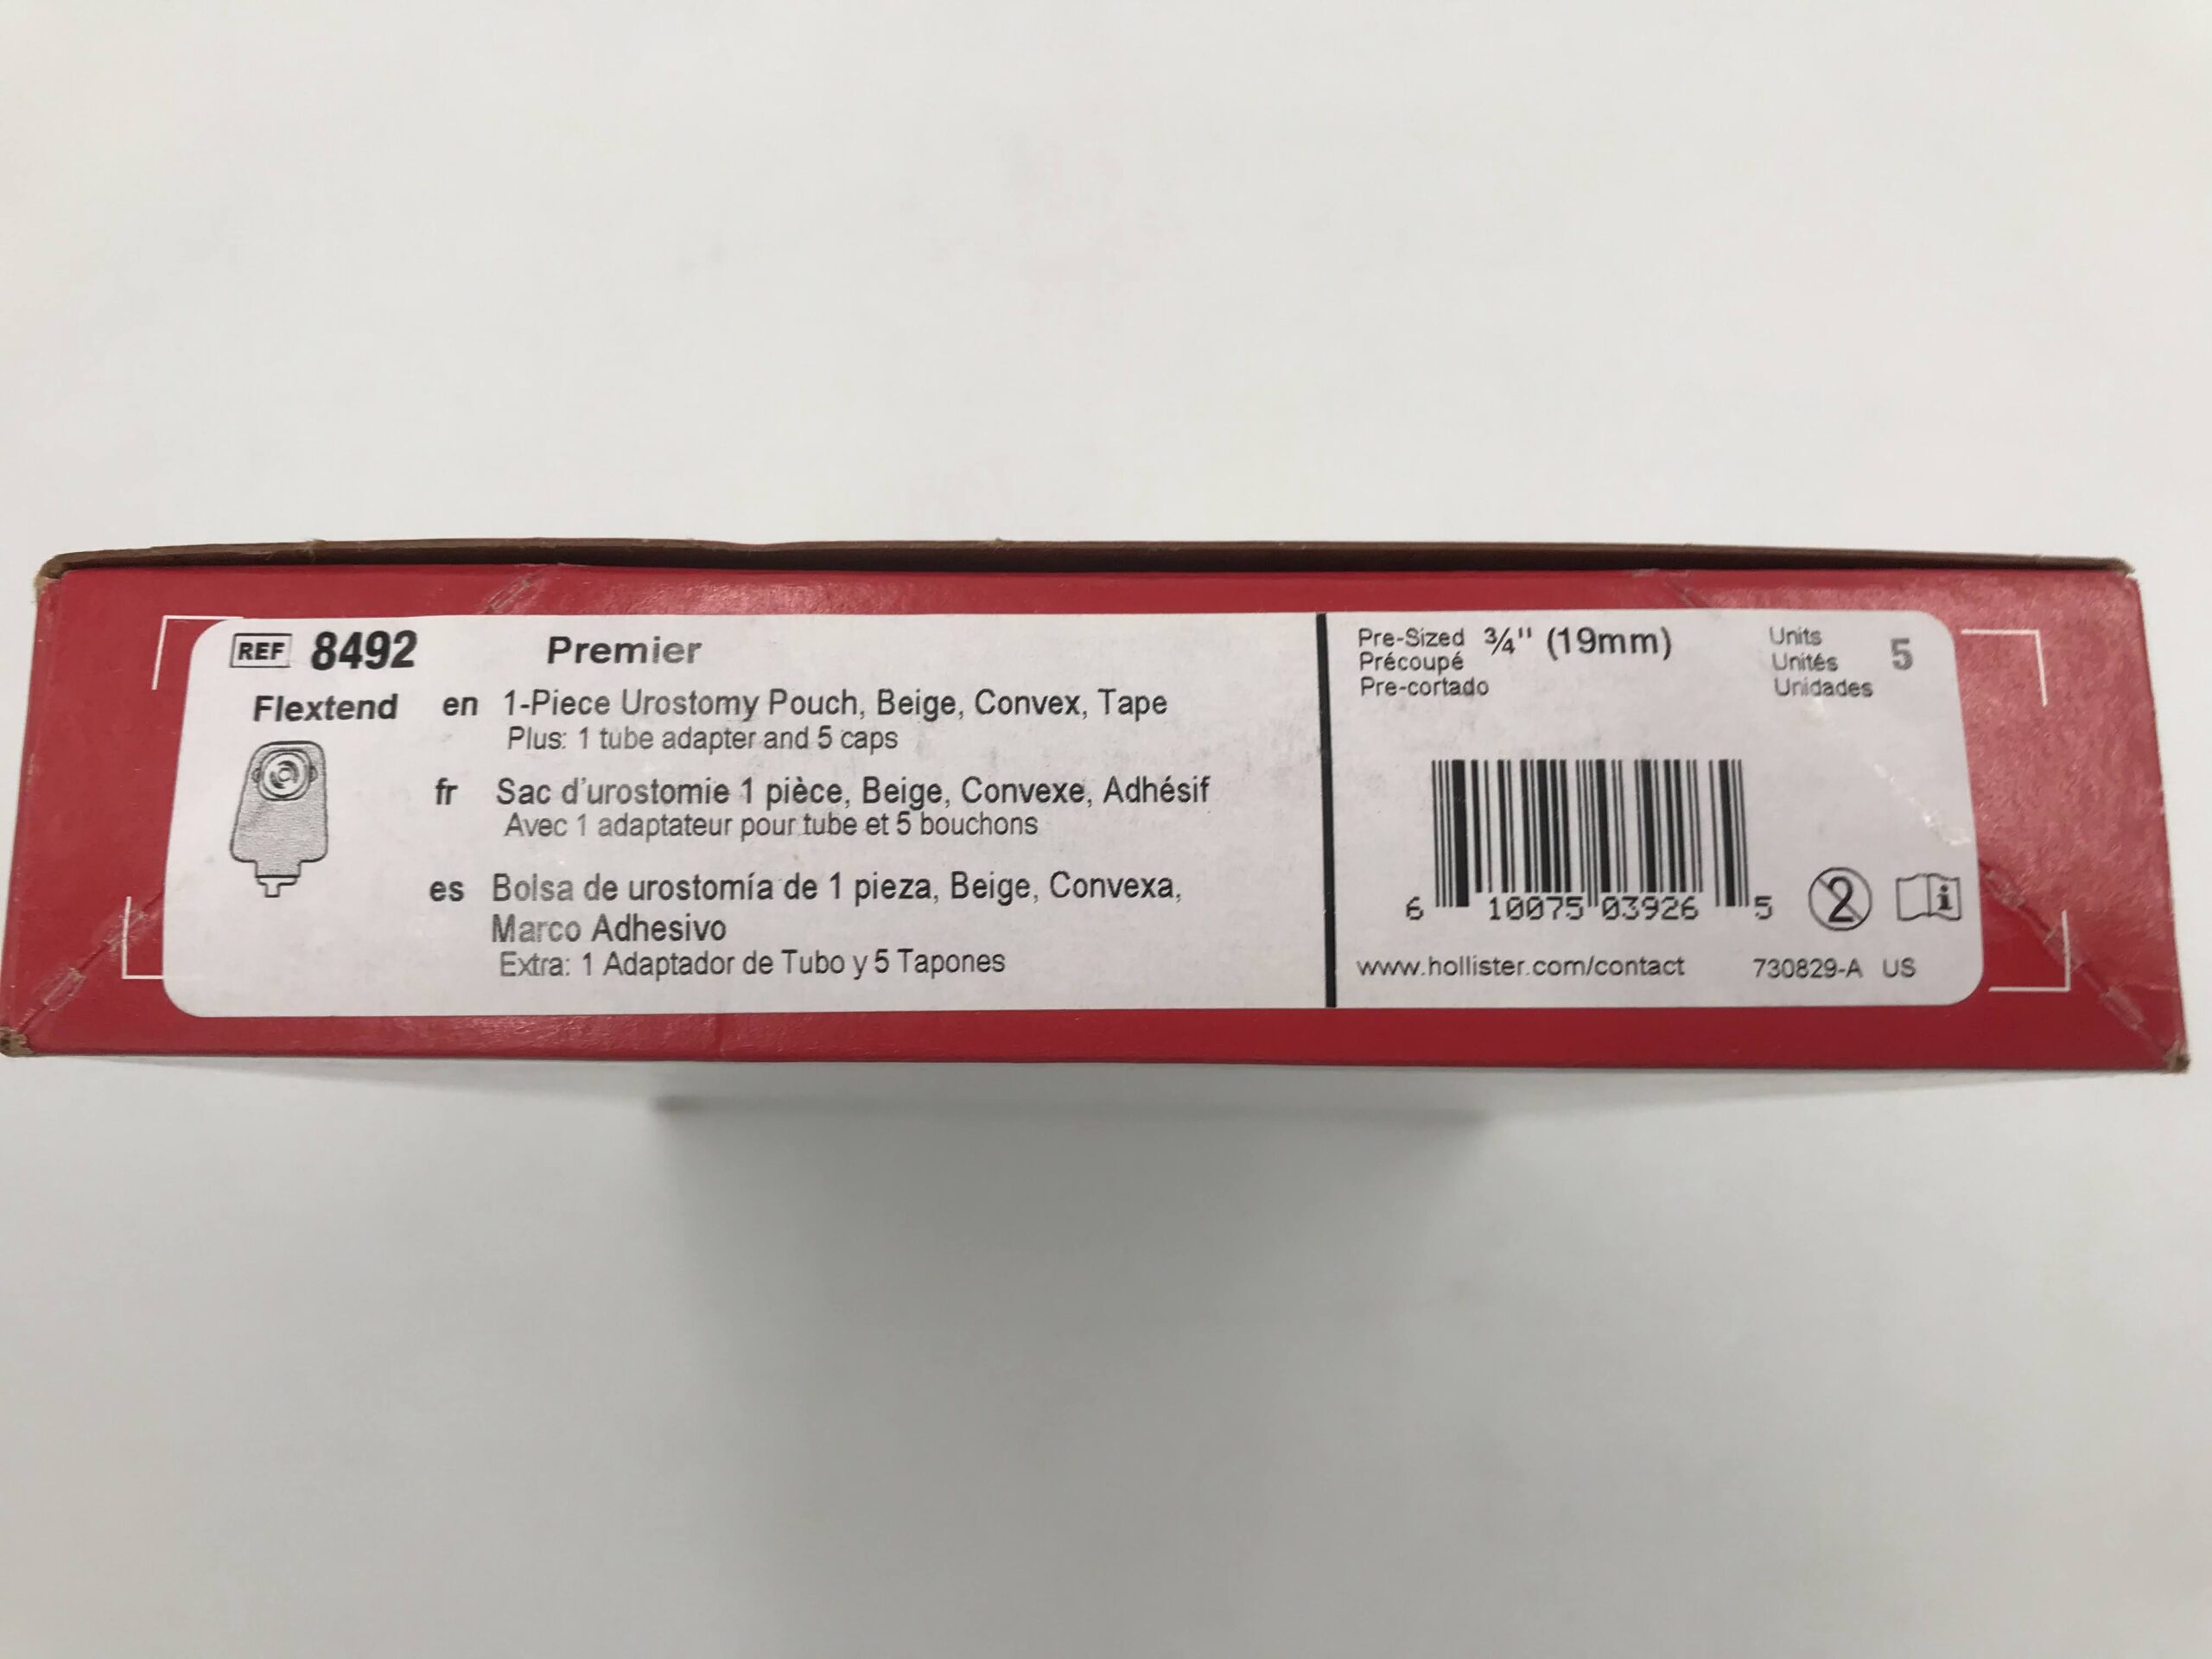 REF 8492 Premier
Flextend
en 1-Piece Urostomy Pouch, Beige, Convex, Tape
Plus: 1 tube adapter and 5 caps
fr Sac d'urostomie 1 pièce, Beige, Convexe, Adhésif
Avec 1 adaptateur pour tube et 5 bouchons
es Bolsa de urostomía de 1 pieza, Beige, Convexa,
Marco Adhesivo
Extra: 1 Adaptador de Tubo y 5 Tapones
Pre-Sized ¾" (19mm)
Précoupé
Pre-cortado
Units 5
Unités
Unidades
6 10075 03926 5
2
i
www.hollister.com/contact 730829-A US